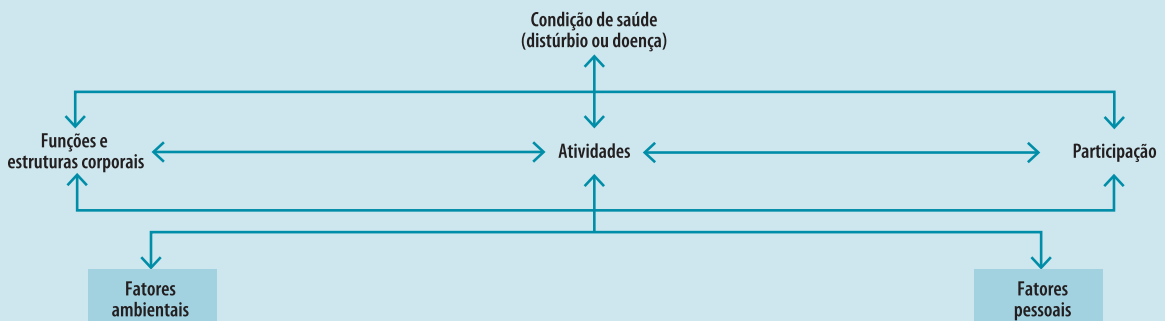 Condição de saúde
(distúrbio ou doença)
Funções e
estruturas corporais
Atividades
Participação
Fatores
ambientais
Fatores
pessoais